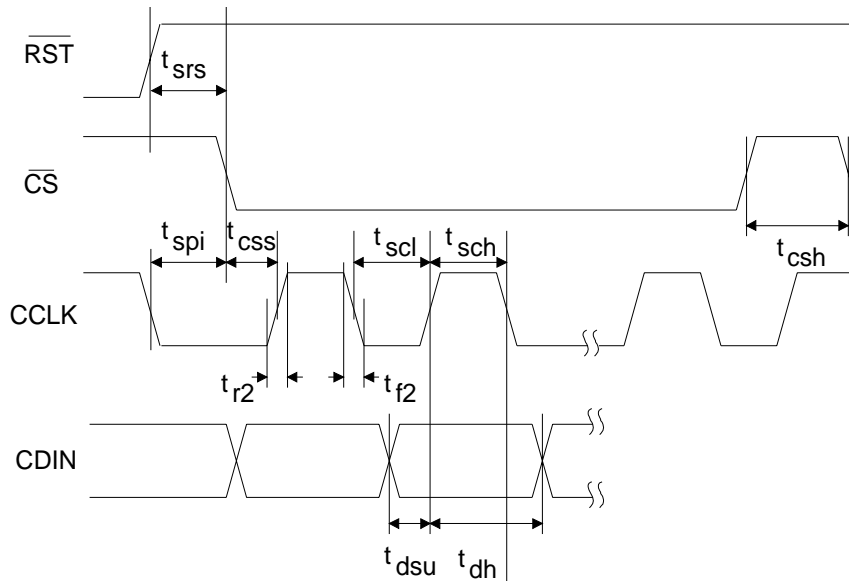 RST
t srs
CS
t spi
t css
t scl
t sch
t csh
CCLK
t r2
t f2
CDIN
t dsu
t dh